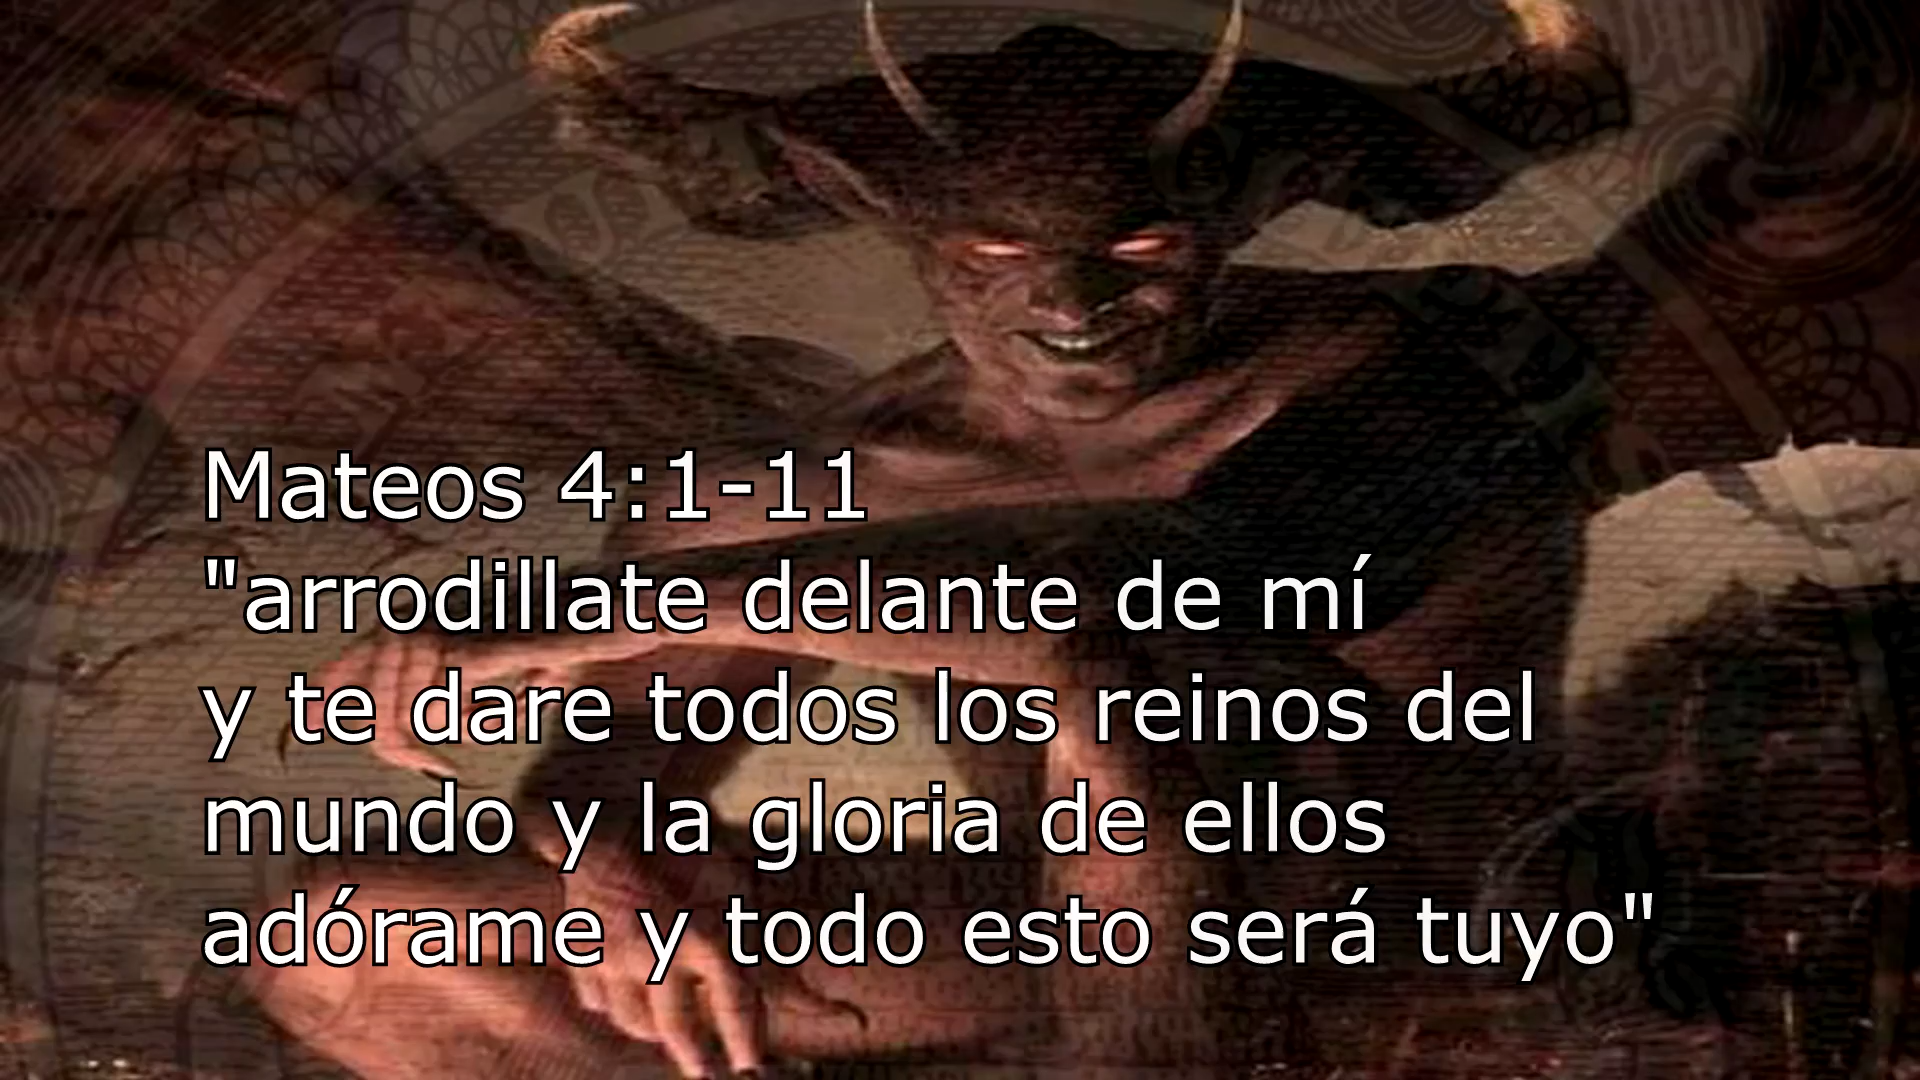 Mateos 4:1-11
"arrodillate delante de mí
y te dare todos los reinos del
mundo y la gloria de ellos
adórame y todo esto será tuyo"